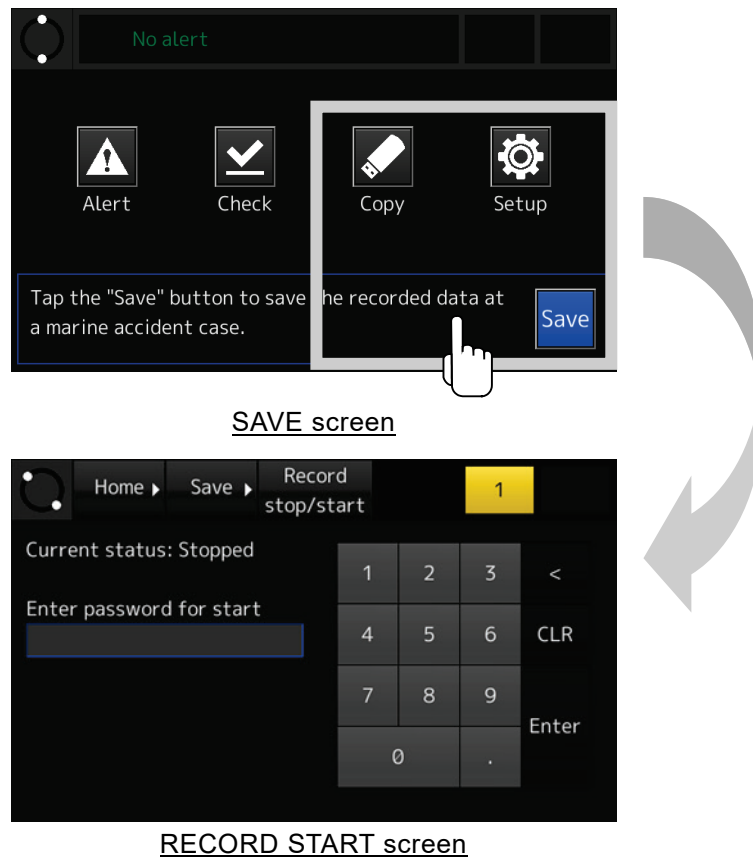 No alert
Alert
Check
Copy
Setup
Tap the "Save" button to save he recorded data at
a marine accident case.
Save
SAVE screen
Home
Save
Record
stop/start
1
Current status: Stopped
Enter password for start
1 2 3 <
4 5 6 CLR
7 8 9
Enter
0 .
RECORD START screen